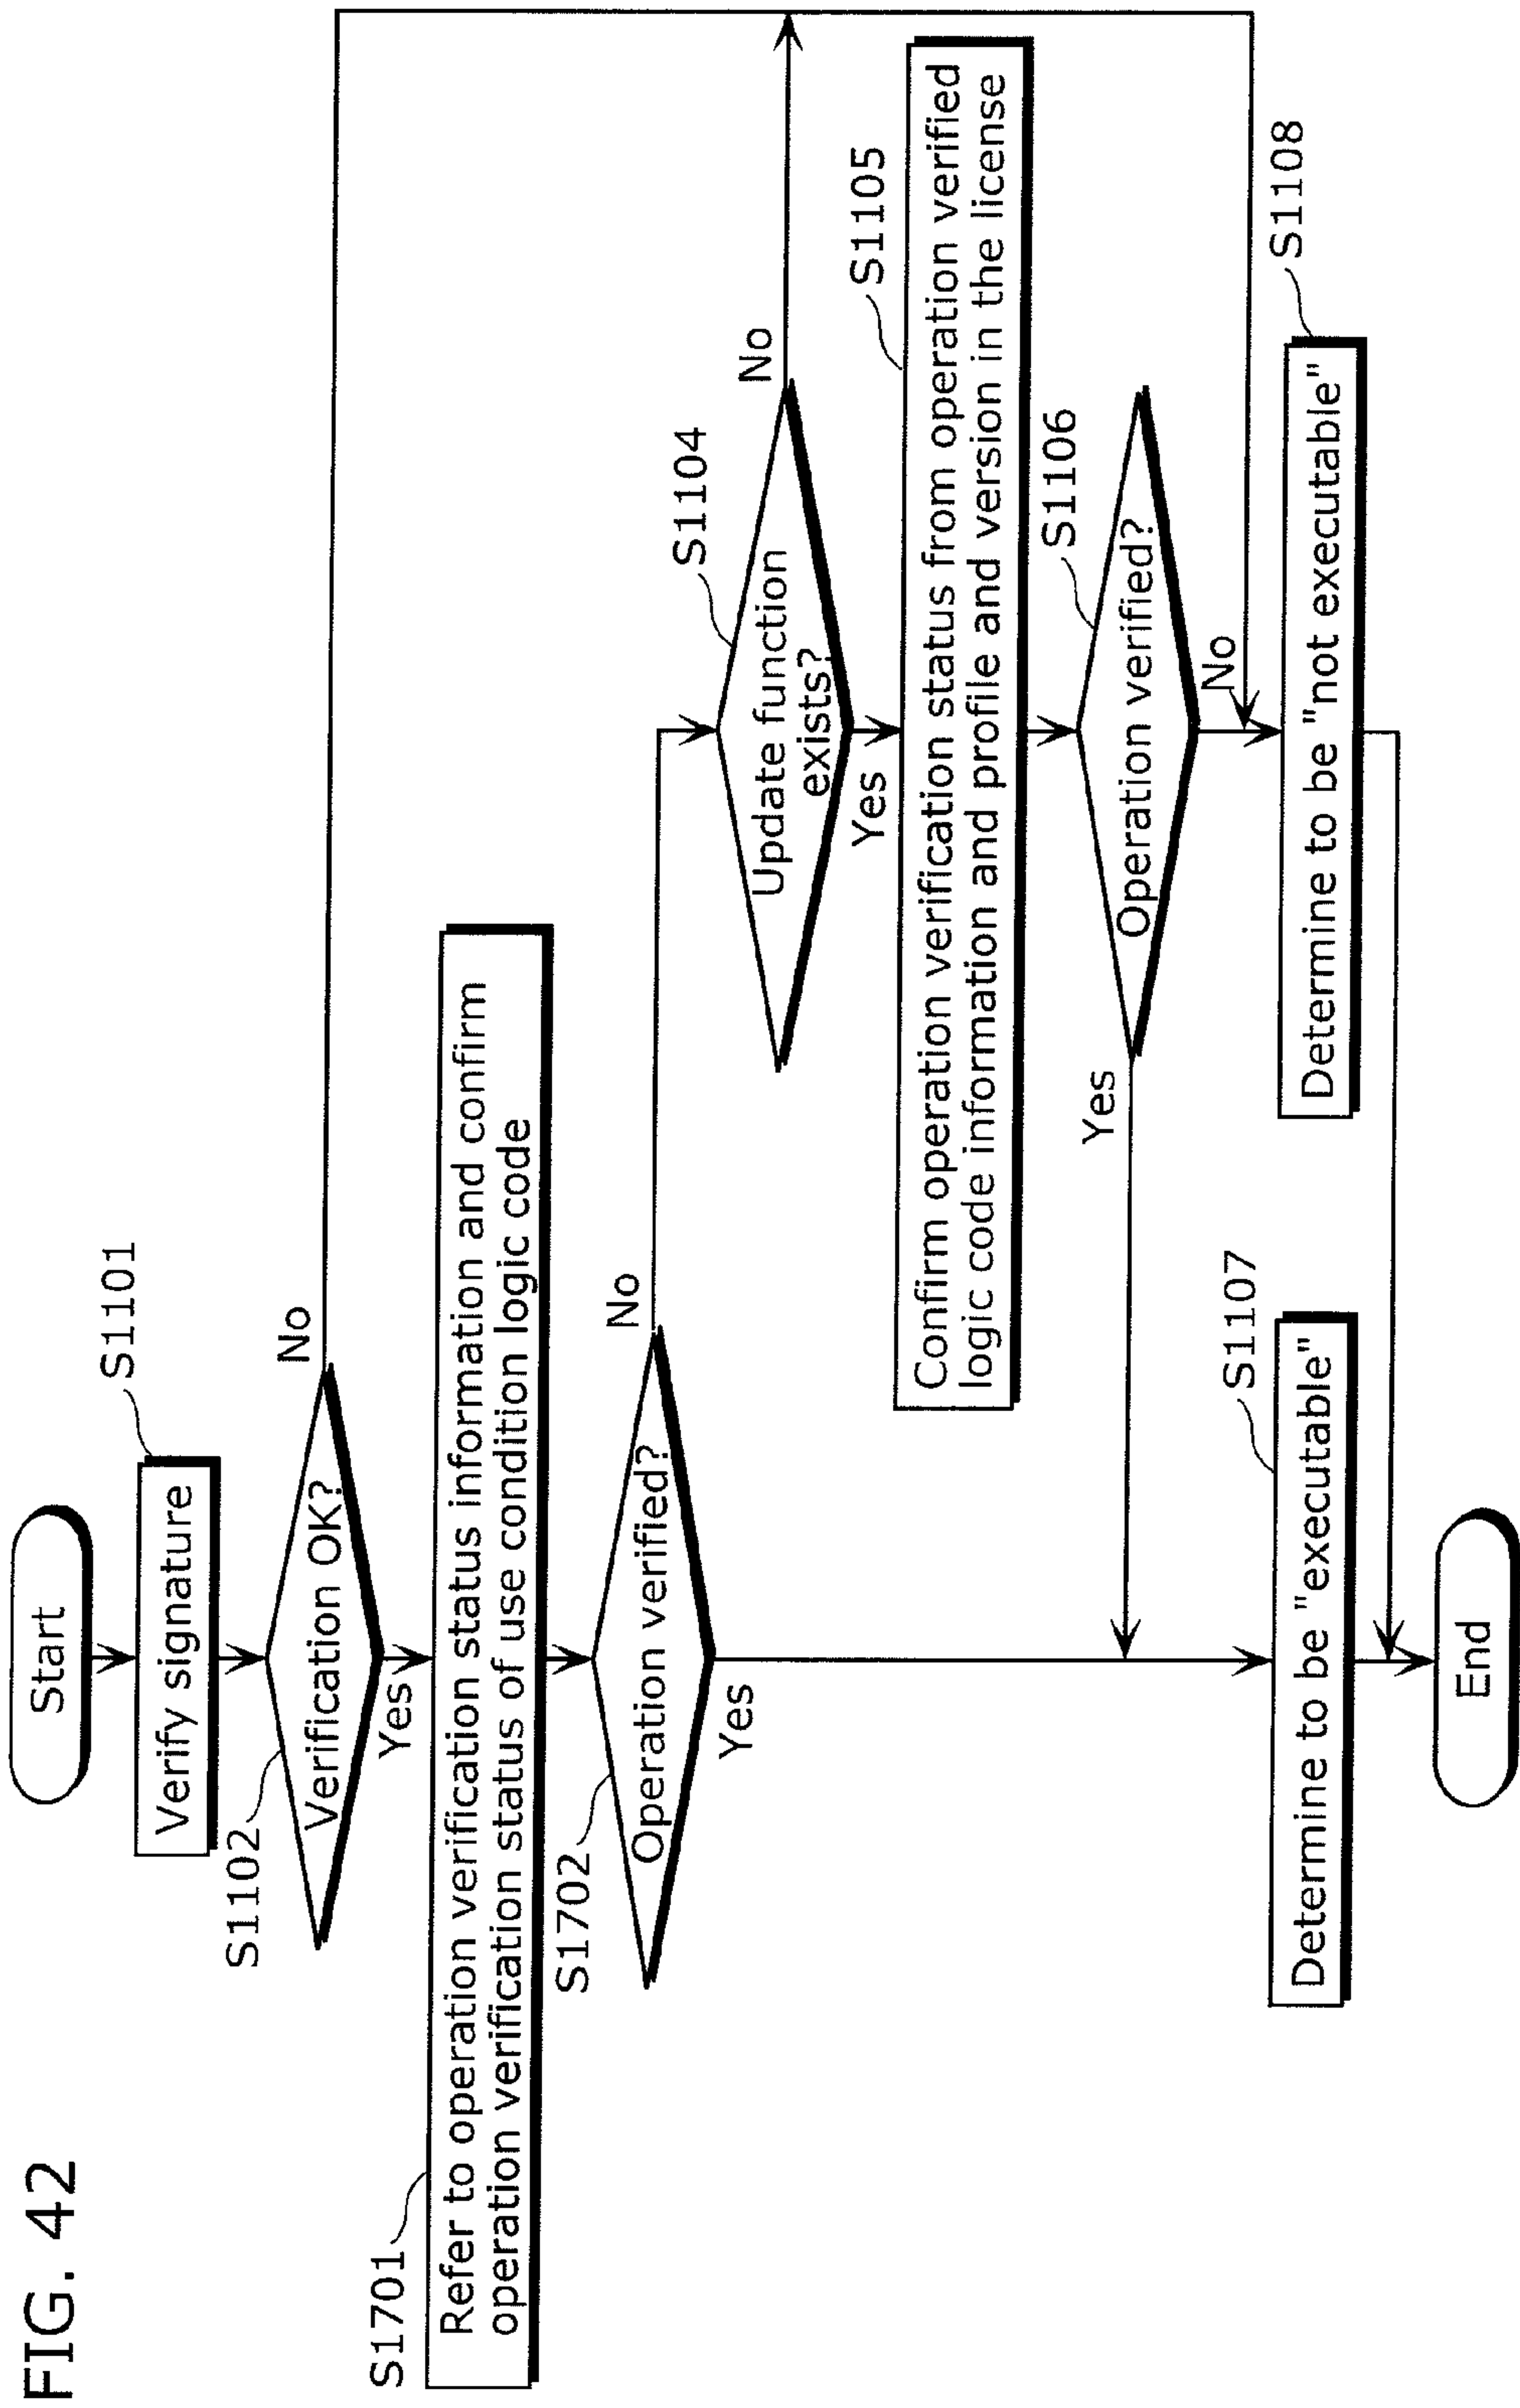 FIG. 42
Start
S1101
Verify signature
S1102
Verification OK?
No
Yes
S1701
Refer to operation verification status information and confirm
operation verification status of use condition logic code
S1702
Operation verified?
No
Yes
S1104
Update function
exists?
No
Yes
S1105
Confirm operation verification status from operation verified
logic code information and profile and version in the license
S1106
Operation verified?
Yes
No
S1107
Determine to be "executable"
S1108
Determine to be "not executable"
End